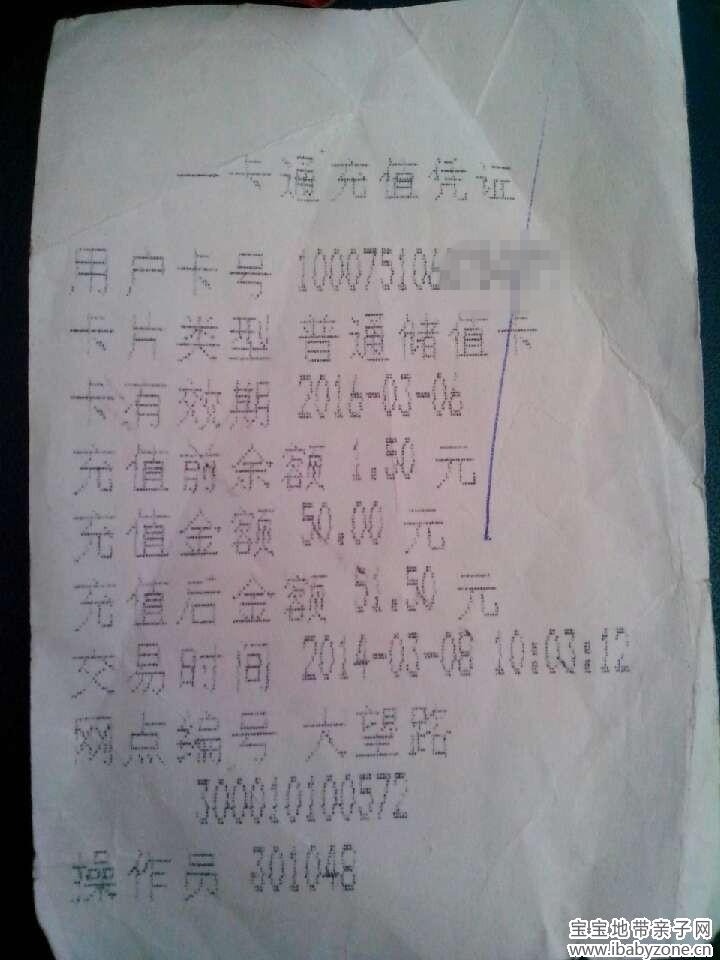 一卡通充值凭证
用户卡号 100075106
卡片类型 普通储值卡
卡有效期 2016-03-06
充值前余额 1.50 元
充值金额 50.00 元
充值后金额 51.50 元
交易时间 2014-03-08 10:03:12
网点编号 大望路
300010100572
操作员 301048
宝宝地带亲子网
www.ibabyzone.cn